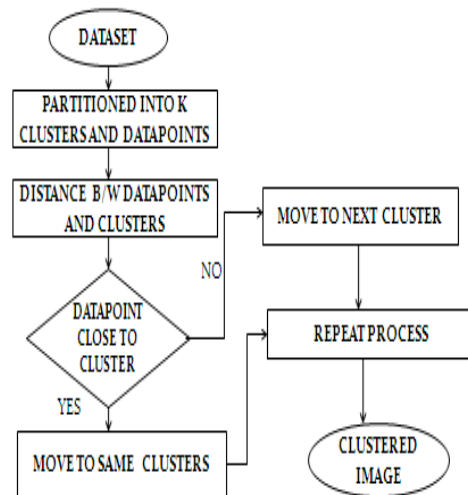 DATASET
PARTITIONED INTO K
CLUSTERS AND DATAPOINTS
DISTANCE B/W DATAPOINTS
AND CLUSTERS
DATAPOINT
CLOSE TO
CLUSTER
YES
MOVE TO SAME CLUSTERS
NO
MOVE TO NEXT CLUSTER
REPEAT PROCESS
CLUSTERED
IMAGE